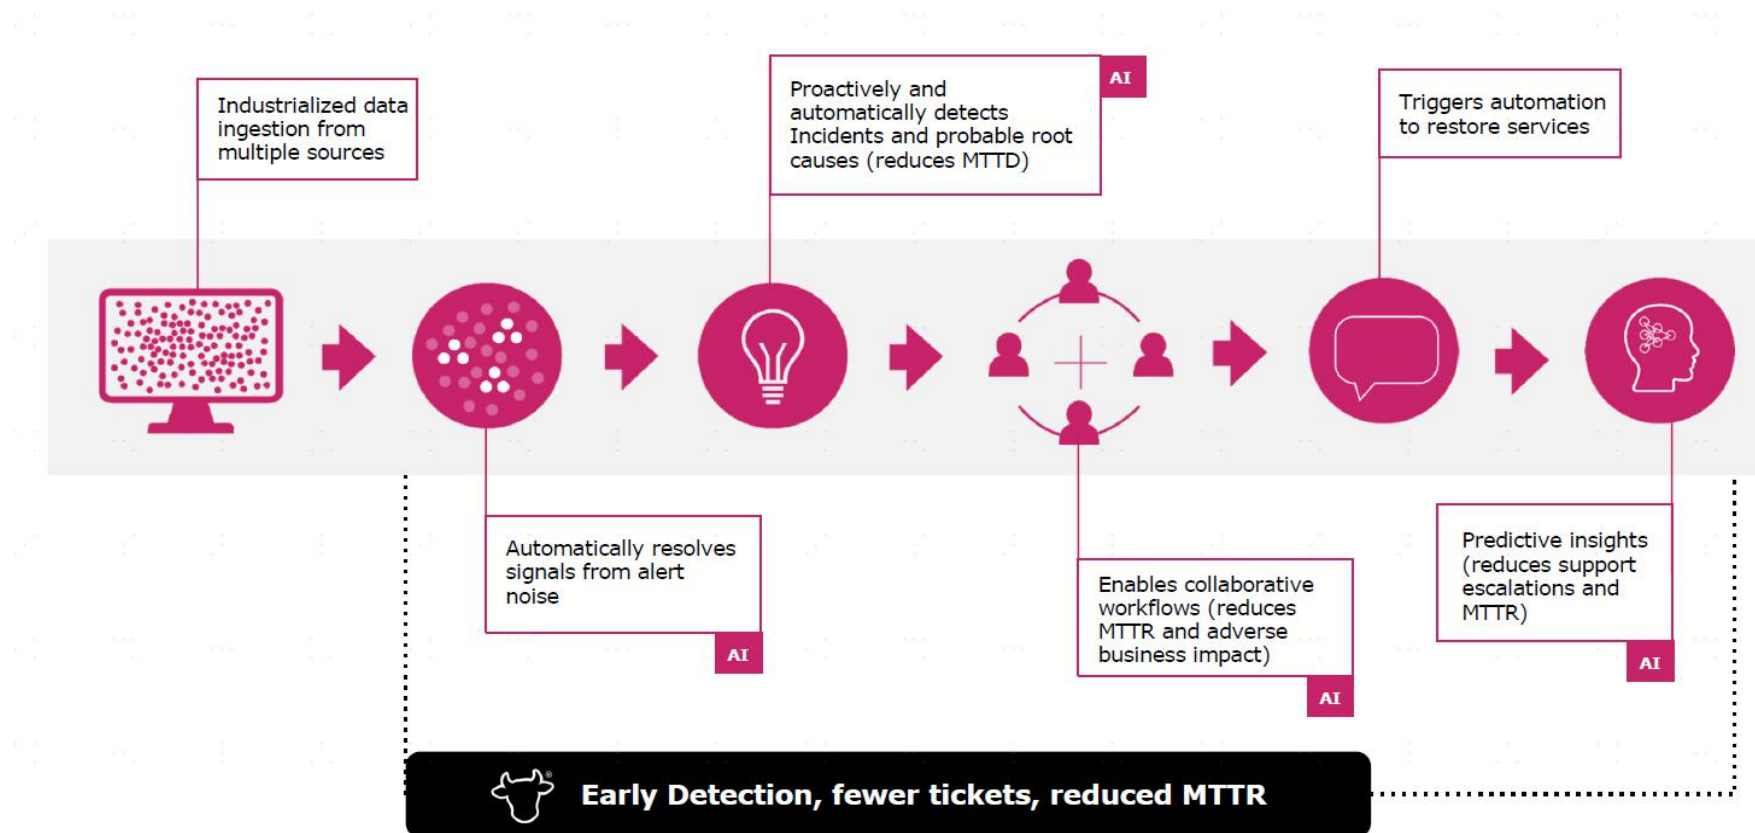 Industrialized data
ingestion from
multiple sources
Proactively and
automatically detects
Incidents and probable root
causes (reduces MTTD)
AI
Triggers automation
to restore services
Automatically resolves
signals from alert
noise
AI
Enables collaborative
workflows (reduces
MTTR and adverse
business impact)
AI
Predictive insights
(reduces support
escalations and
MTTR)
AI
®
Early Detection, fewer tickets, reduced MTTR